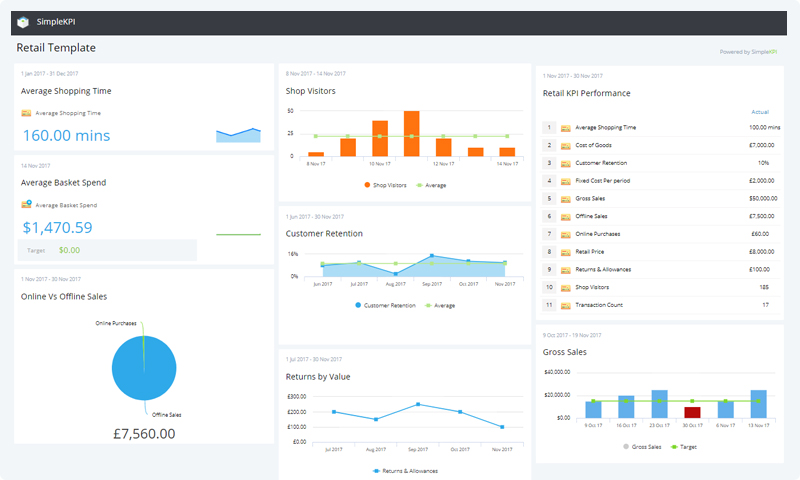 SimpleKPI
Retail Template
Powered by SimpleKPI
1 Jan 2017 - 31 Dec 2017
Average Shopping Time
Average Shopping Time
160.00 mins
14 Nov 2017
Average Basket Spend
Average Basket Spend
$1,470.59
Target $0.00
1 Nov 2017 - 30 Nov 2017
Online Vs Offline Sales
Online Purchases
Offline Sales
£7,560.00
8 Nov 2017 - 14 Nov 2017
Shop Visitors
50
25
0
8 Nov 17 10 Nov 17 12 Nov 17 14 Nov 17
Shop Visitors Average
1 Jun 2017 - 30 Nov 2017
Customer Retention
16%
0%
Jun 2017 Jul 2017 Aug 2017 Sep 2017 Oct 2017 Nov 2017
Customer Retention Average
1 Jul 2017 - 30 Nov 2017
Returns by Value
£300.00
£200.00
£100.00
£0.00
Jul 2017 Aug 2017 Sep 2017 Oct 2017 Nov 2017
Returns & Allowances
1 Nov 2017 - 30 Nov 2017
Retail KPI Performance
Actual
1 Average Shopping Time 100.00 mins
2 Cost of Goods £7,000.00
3 Customer Retention 10%
4 Fixed Cost Per period £2,000.00
5 Gross Sales $50,000.00
6 Offline Sales £7,500.00
7 Online Purchases £60.00
8 Retail Price £8,000.00
9 Returns & Allowances £100.00
10 Shop Visitors 185
11 Transaction Count 17
9 Oct 2017 - 19 Nov 2017
Gross Sales
£40,000.00
£20,000.00
£0.00
9 Oct 17 16 Oct 17 23 Oct 17 30 Oct 17 6 Nov 17 13 Nov 17
Gross Sales Target